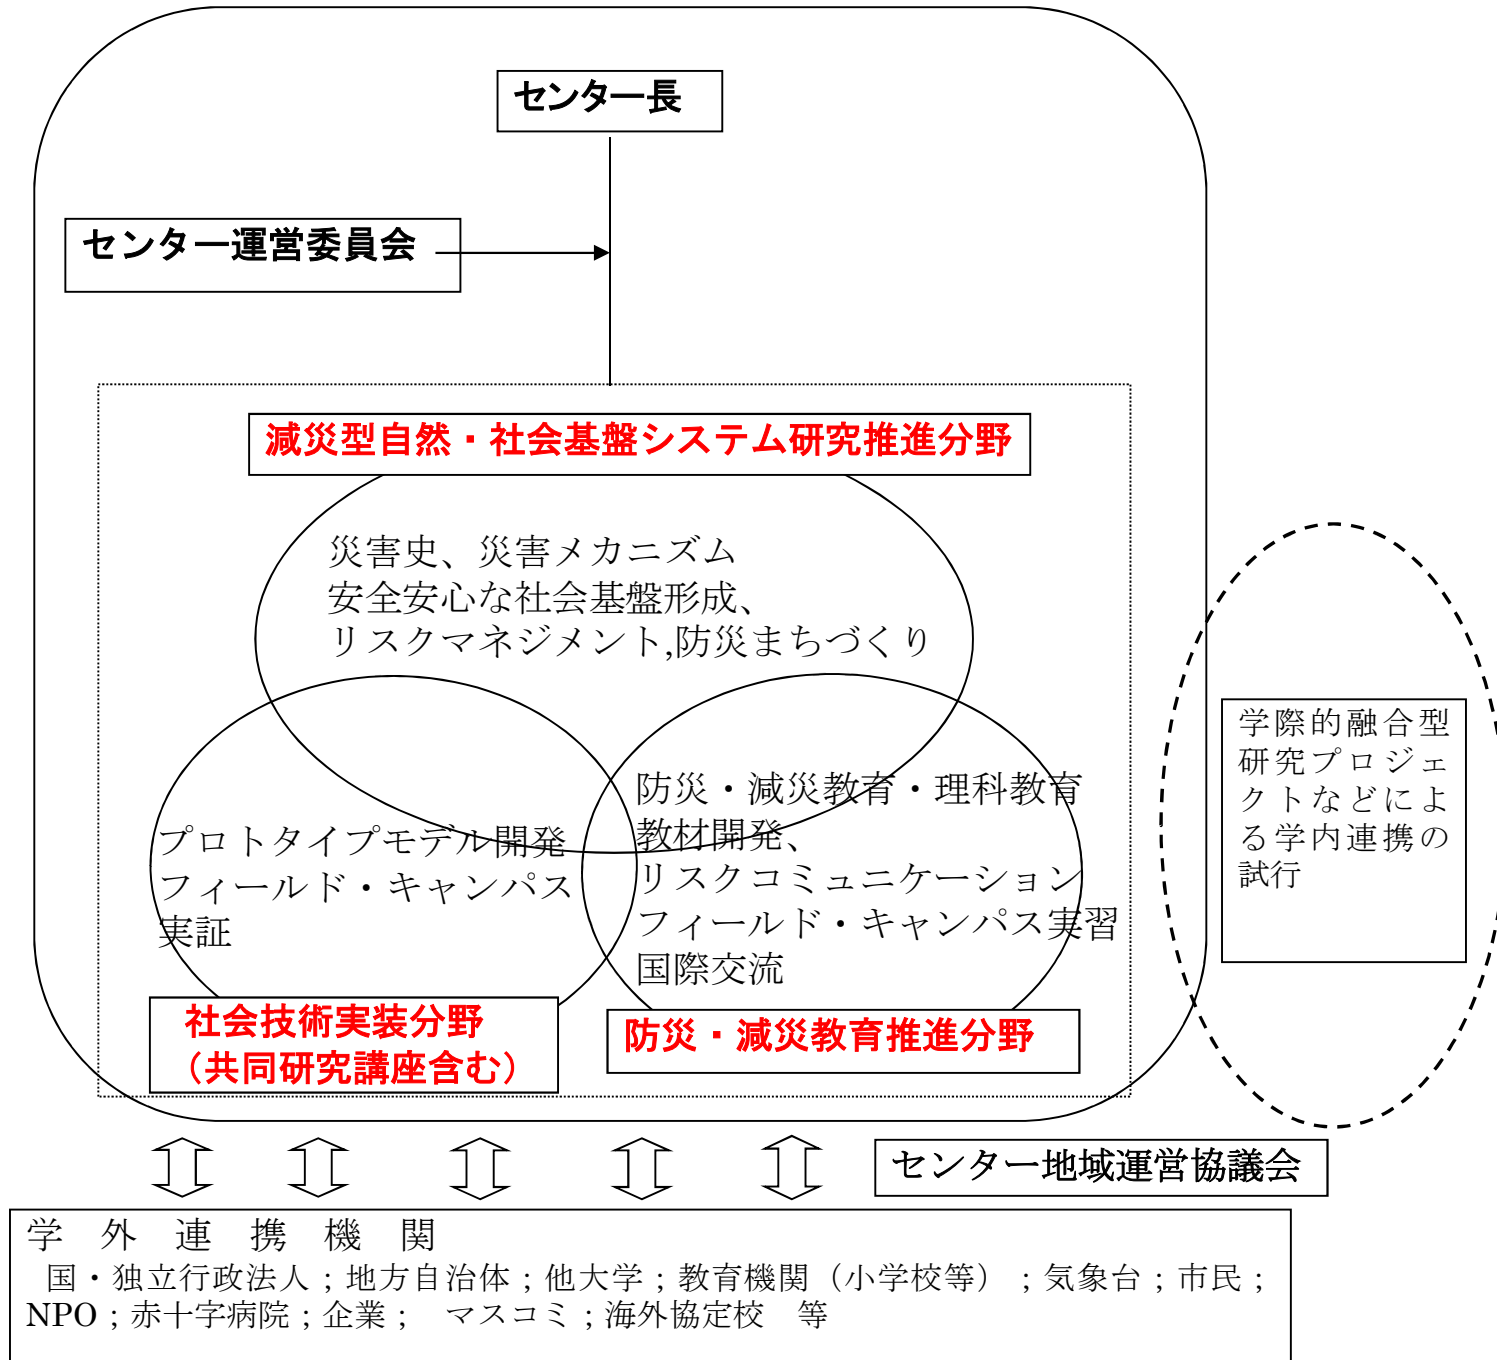 センター長
センター運営委員会
減災型自然・社会基盤システム研究推進分野
災害史、災害メカニズム
安全安心な社会基盤形成、
リスクマネジメント,防災まちづくり
プロトタイプモデル開発
フィールド・キャンパス
実証
防災・減災教育・理科教育
教材開発、
リスクコミュニケーション
フィールド・キャンパス実習
国際交流
学際的融合型
研究プロジェ
クトなどによ
る学内連携の
試行
社会技術実装分野
（共同研究講座含む）
防災・減災教育推進分野
センター地域運営協議会
学　外　連　携　機　関
国・独立行政法人；地方自治体；他大学；教育機関（小学校等）；気象台；市民；
NPO；赤十字病院；企業；　マスコミ；海外協定校　等